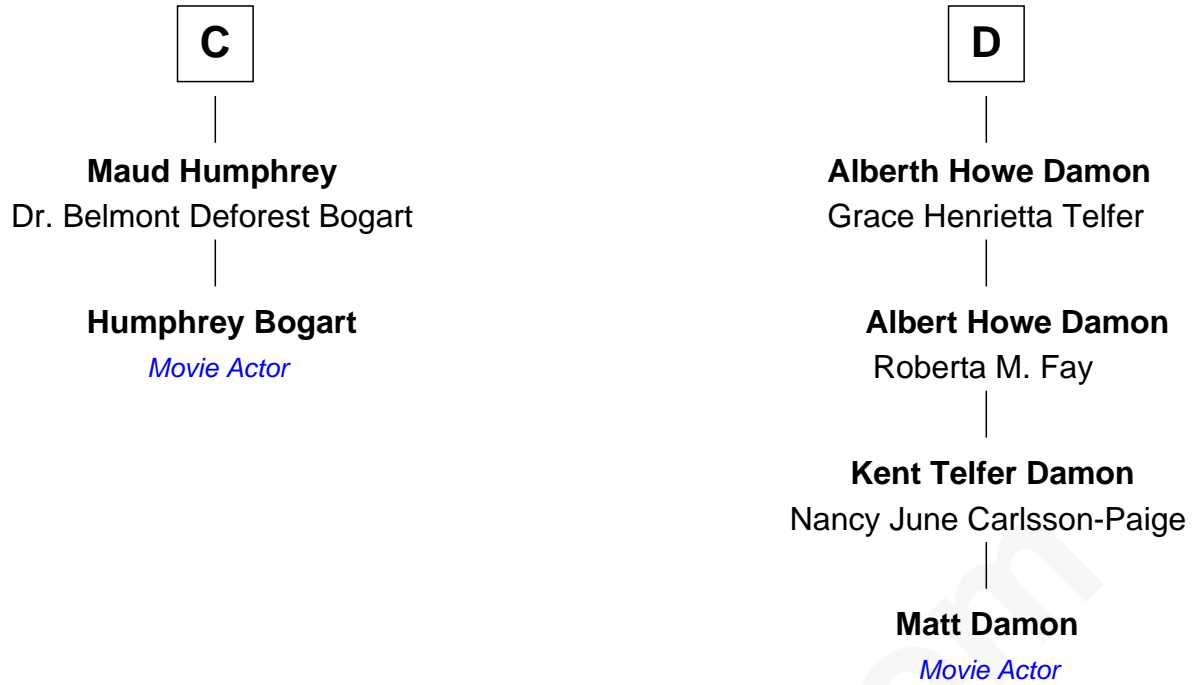 C
Maud Humphrey
Dr. Belmont Deforest Bogart
Humphrey Bogart
Movie Actor
D
Alberth Howe Damon
Grace Henrietta Telfer
Albert Howe Damon
Roberta M. Fay
Kent Telfer Damon
Nancy June Carlsson-Paige
Matt Damon
Movie Actor